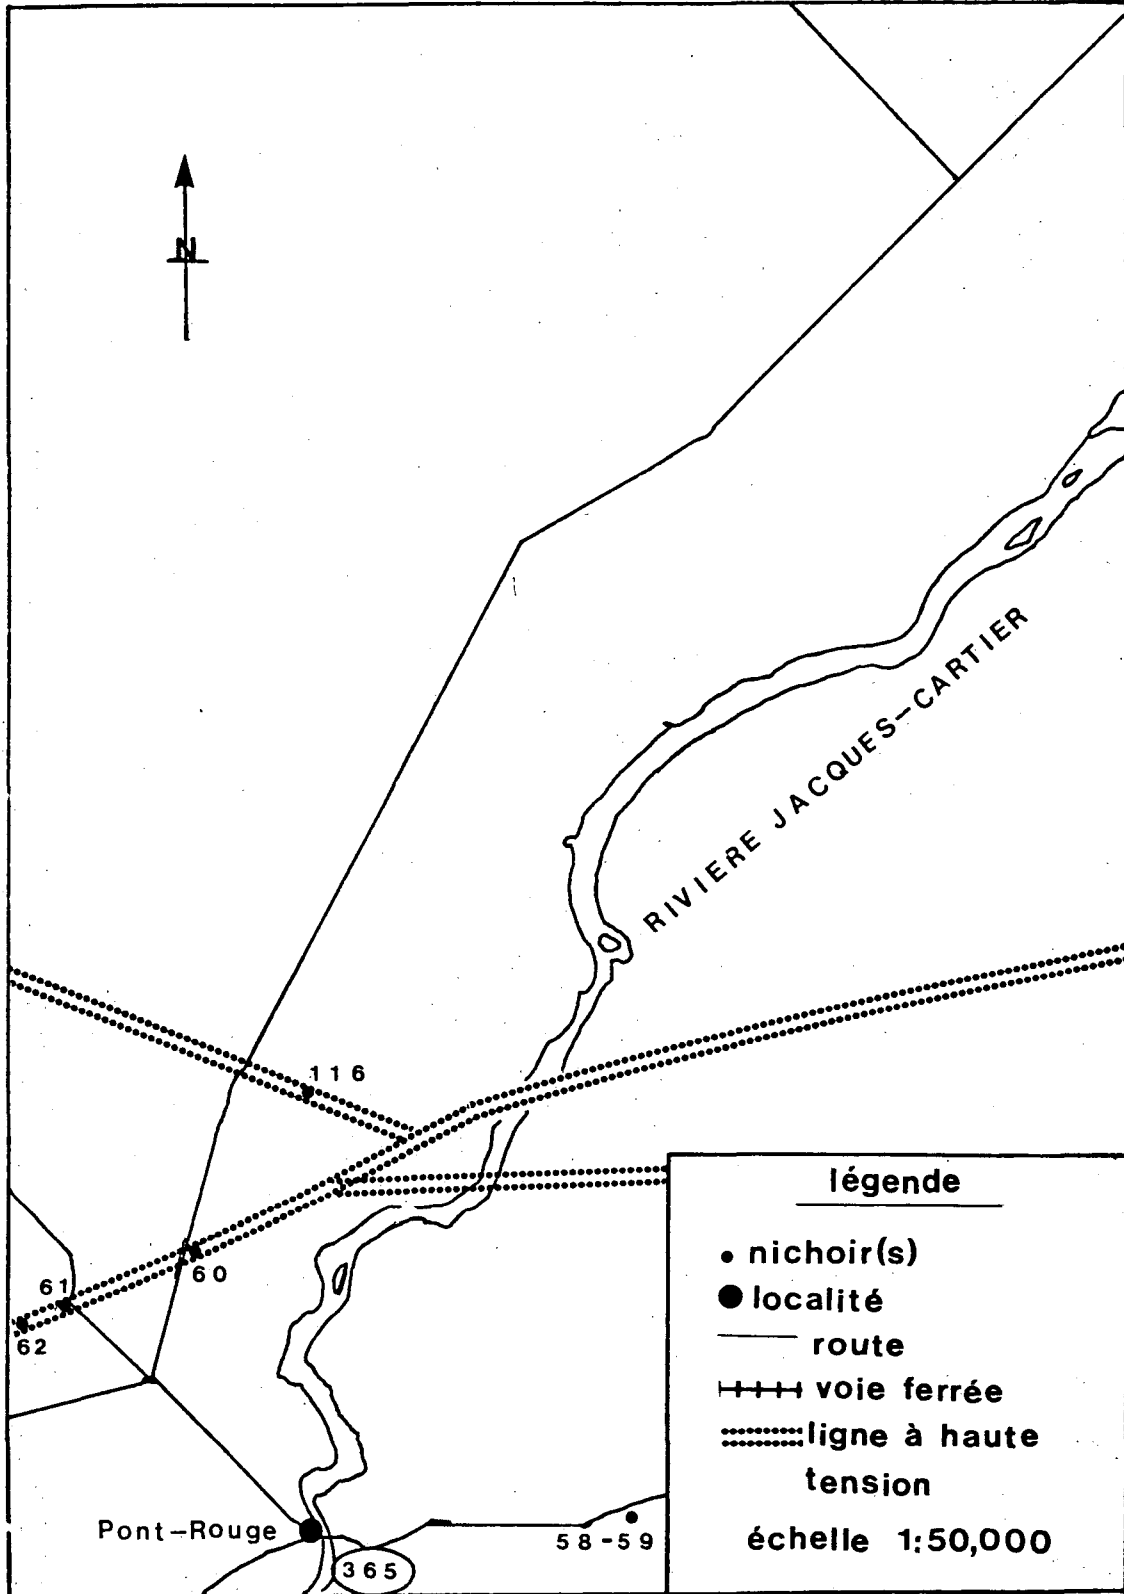 N
RIVIERE JACQUES-CARTIER
116
60
61
62
Pont-Rouge
365
58-59
légende
nichoir(s)
localité
route
voie ferrée
ligne à haute
tension
échelle 1:50,000